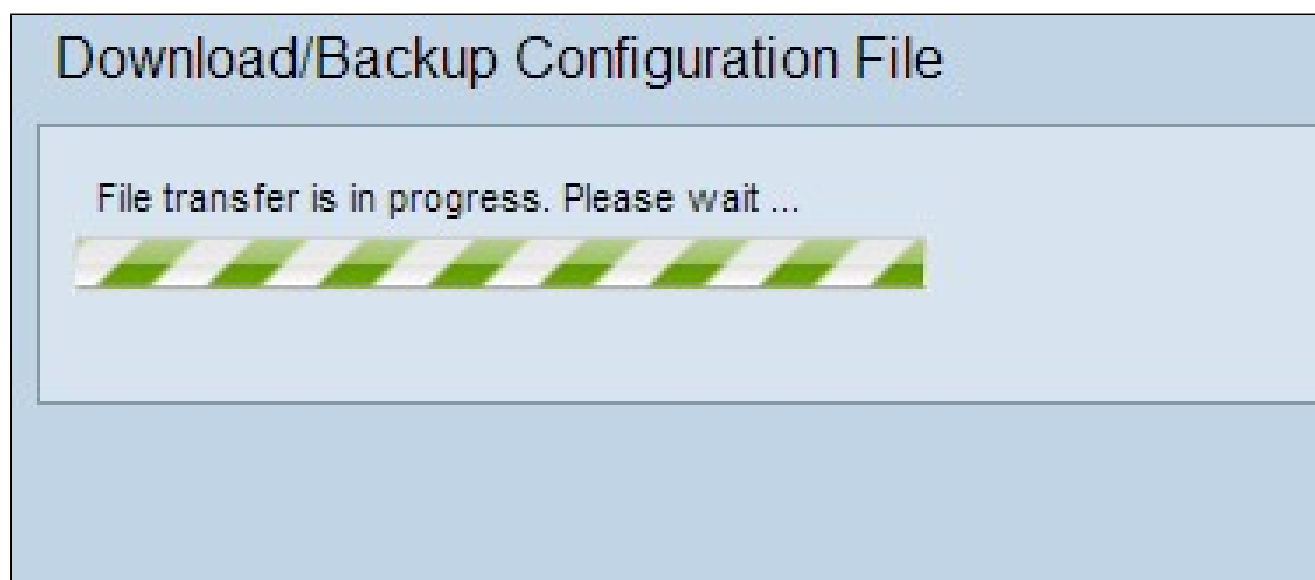 Download/Backup Configuration File
File transfer is in progress. Please wait ...